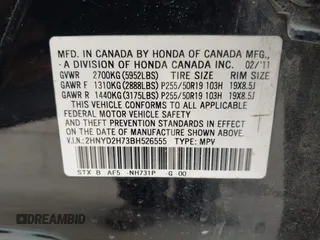 MFD. IN CANADA BY HONDA OF CANADA MFG.,
A DIVISION OF HONDA CANADA INC. 02/'11
GVWR 2700KG(5952LBS) TIRE SIZE RIM SIZE
GAWR F 1310KG(2888LBS)P255/50R19 103H 19X8.5J
GAWR R 1440KG(3175LBS)P255/50R19 103H 19X8.5J
THIS VEHICLE CONFORMS TO ALL APPLICABLE
FEDERAL MOTOR VEHICLE SAFETY AND THEFT
PREVENTION STANDARDS IN EFFECT ON THE DATE
OF MANUFACTURE SHOWN ABOVE.
V.I.N.:2HNYD2H73BH526555 TYPE: MPV
STX B AF5 -NH731P -G 00
DREAMBID